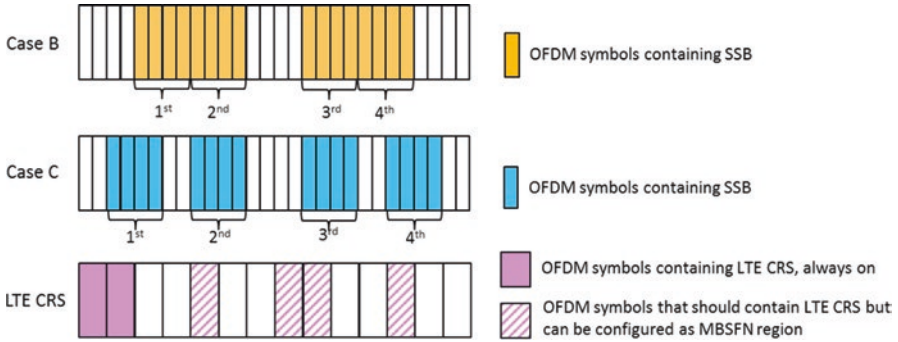 Case B
OFDM symbols containing SSB
1st 2nd 3rd 4th
Case C
OFDM symbols containing SSB
1st 2nd 3rd 4th
LTE CRS
OFDM symbols containing LTE CRS, always on
OFDM symbols that should contain LTE CRS but
can be configured as MBSFN region